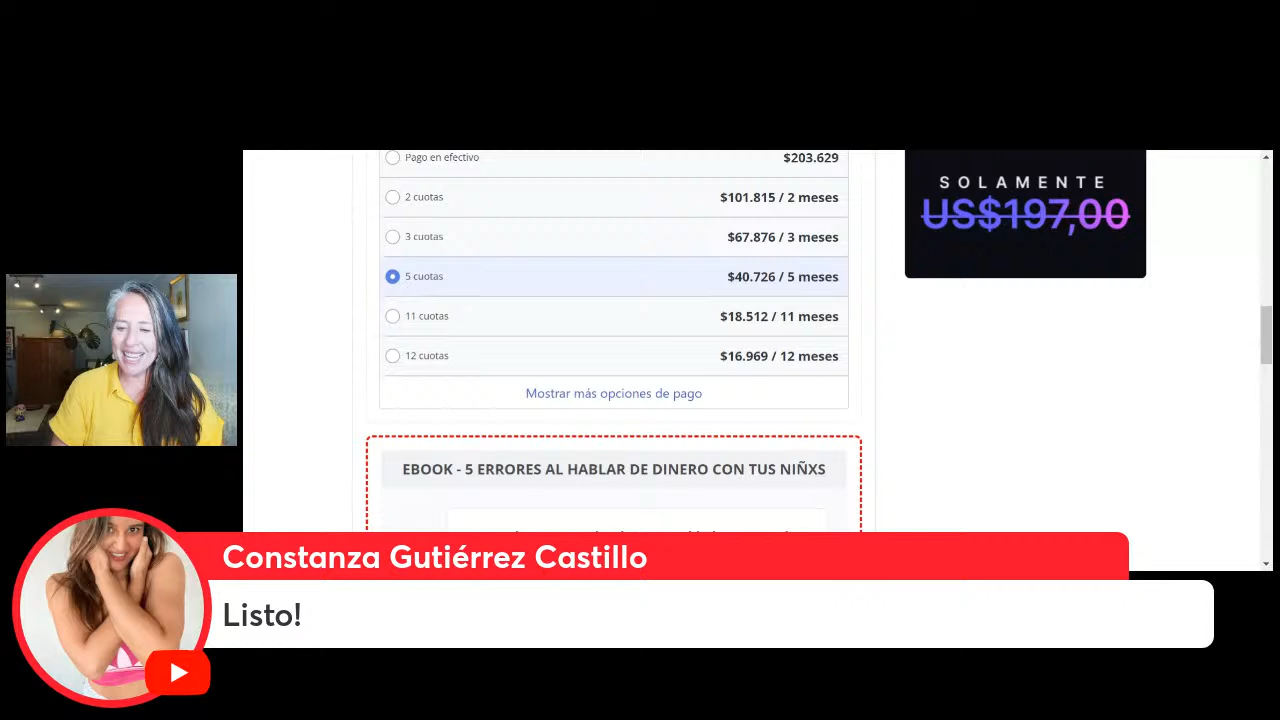 Pago en efectivo $203.629
2 cuotas $101.815 / 2 meses
3 cuotas $67.876 / 3 meses
5 cuotas $40.726 / 5 meses
11 cuotas $18.512 / 11 meses
12 cuotas $16.969 / 12 meses
Mostrar más opciones de pago
EBOOK - 5 ERRORES AL HABLAR DE DINERO CON TUS NIÑXS
SOLAMENTE
US$197,00
Constanza Gutiérrez Castillo
Listo!